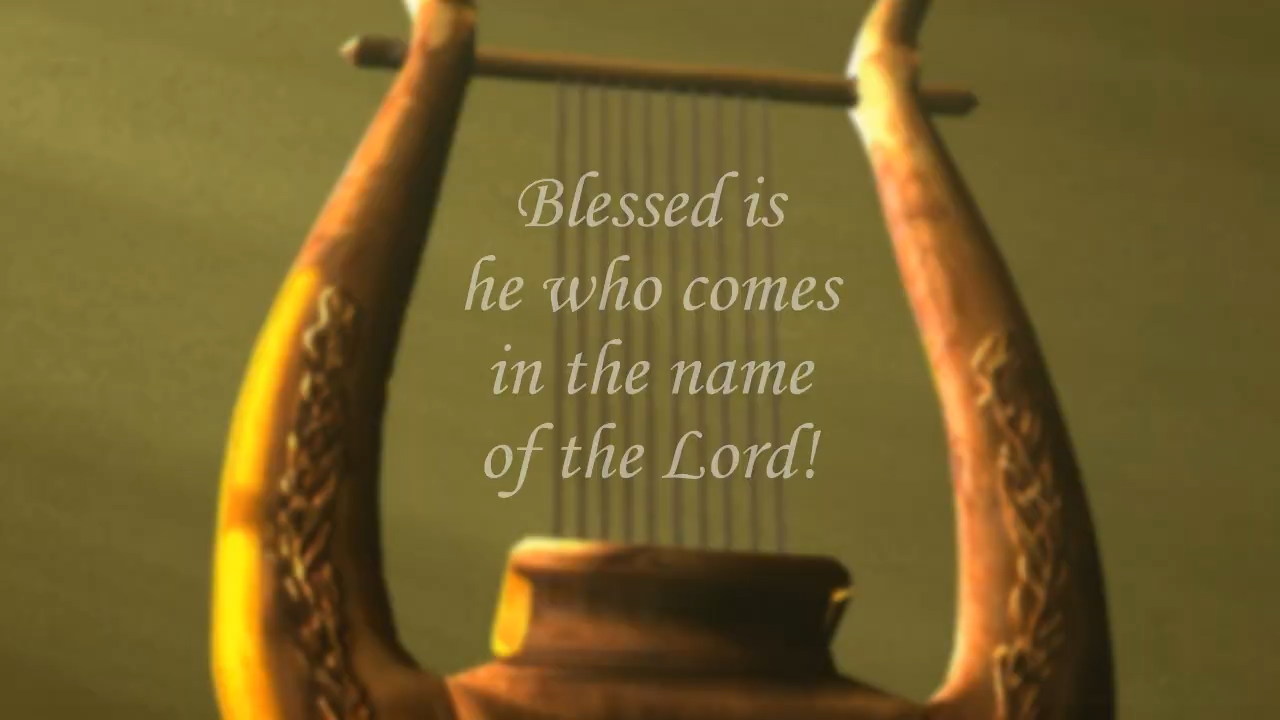 Blessed is
he who comes
in the name
of the Lord!